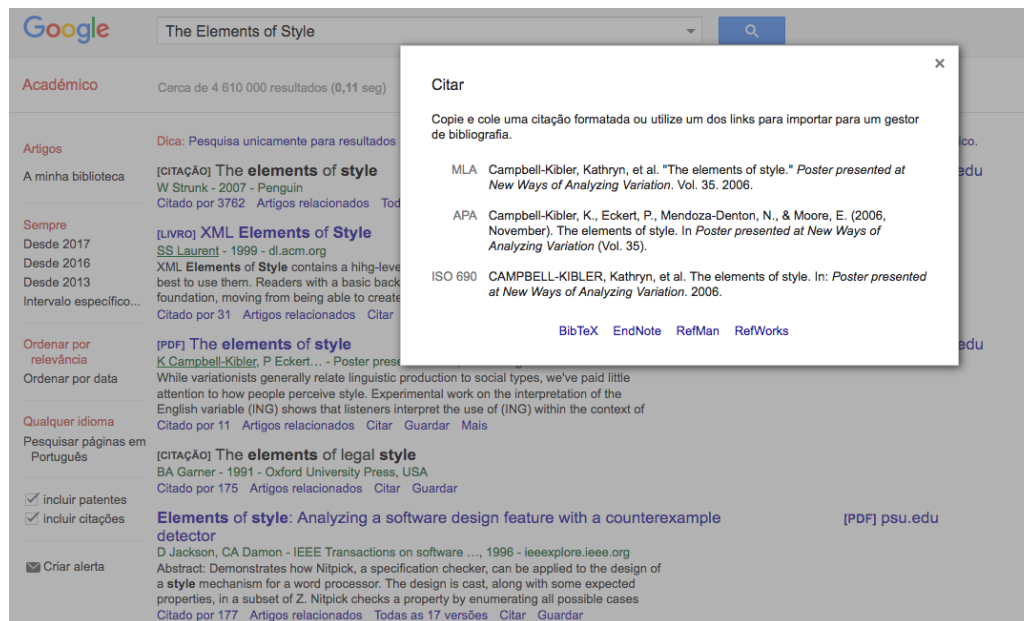 Google
The Elements of Style
Académico
Cerca de 4 610 000 resultados (0,11 seg)
Artigos
A minha biblioteca
Sempre
Desde 2017
Desde 2016
Desde 2013
Intervalo específico...
Ordenar por
relevância
Ordenar por data
Qualquer idioma
Pesquisar páginas em
Português
incluir patentes
incluir citações
Criar alerta
Dica: Pesquisa unicamente para resultados
ico.
[CITAÇÃO] The elements of style
edu
W Strunk - 2007 - Penguin
Citado por 3762 Artigos relacionados Tod
[LIVRO] XML Elements of Style
SS Laurent - 1999 - dl.acm.org
XML Elements of Style contains a hihg-leve
best to use them. Readers with a basic back
foundation, moving from being able to create
Citado por 31 Artigos relacionados Citar
[PDF] The elements of style
edu
K Campbell-Kibler, P Eckert... - Poster prese
While variationists generally relate linguistic production to social types, we've paid little
attention to how people perceive style. Experimental work on the interpretation of the
English variable (ING) shows that listeners interpret the use of (ING) within the context of
Citado por 11 Artigos relacionados Citar Guardar Mais
[CITAÇÃO] The elements of legal style
BA Garner - 1991 - Oxford University Press, USA
Citado por 175 Artigos relacionados Citar Guardar
Elements of style: Analyzing a software design feature with a counterexample
detector
[PDF] psu.edu
D Jackson, CA Damon - IEEE Transactions on software ..., 1996 - ieeexplore.ieee.org
Abstract: Demonstrates how Nitpick, a specification checker, can be applied to the design of
a style mechanism for a word processor. The design is cast, along with some expected
properties, in a subset of Z. Nitpick checks a property by enumerating all possible cases
Citado por 177 Artigos relacionados Todas as 17 versões Citar Guardar
×
Citar
Copie e cole uma citação formatada ou utilize um dos links para importar para um gestor
de bibliografia.
MLA Campbell-Kibler, Kathryn, et al. "The elements of style." Poster presented at
New Ways of Analyzing Variation. Vol. 35. 2006.
APA Campbell-Kibler, K., Eckert, P., Mendoza-Denton, N., & Moore, E. (2006,
November). The elements of style. In Poster presented at New Ways of
Analyzing Variation (Vol. 35).
ISO 690 CAMPBELL-KIBLER, Kathryn, et al. The elements of style. In: Poster presented
at New Ways of Analyzing Variation. 2006.
BibTeX EndNote RefMan RefWorks